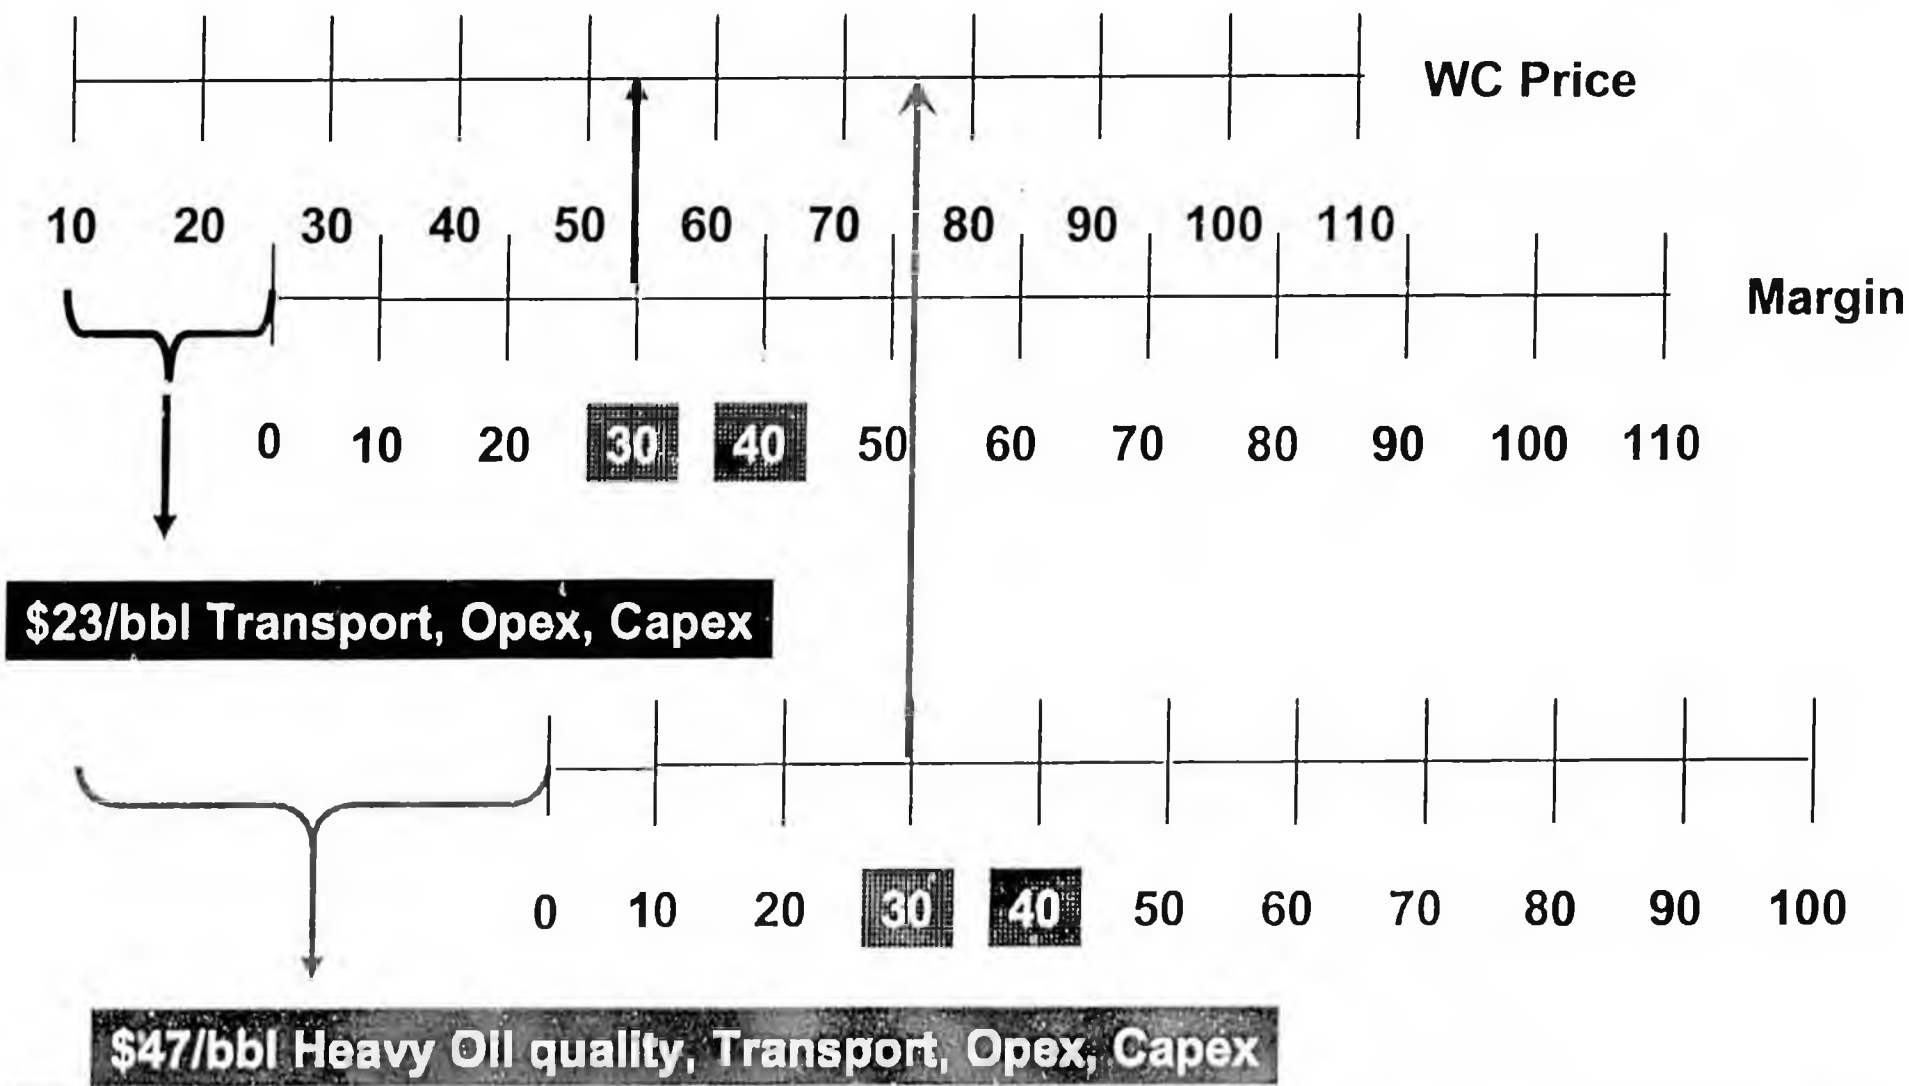 WC Price
10 20 30 40 50 60 70 80 90 100 110
Margin
0 10 20 30 40 50 60 70 80 90 100 110
$23/bbl Transport, Opex, Capex
0 10 20 30 40 50 60 70 80 90 100
$47/bbl Heavy Oil quality, Transport, Opex, Capex